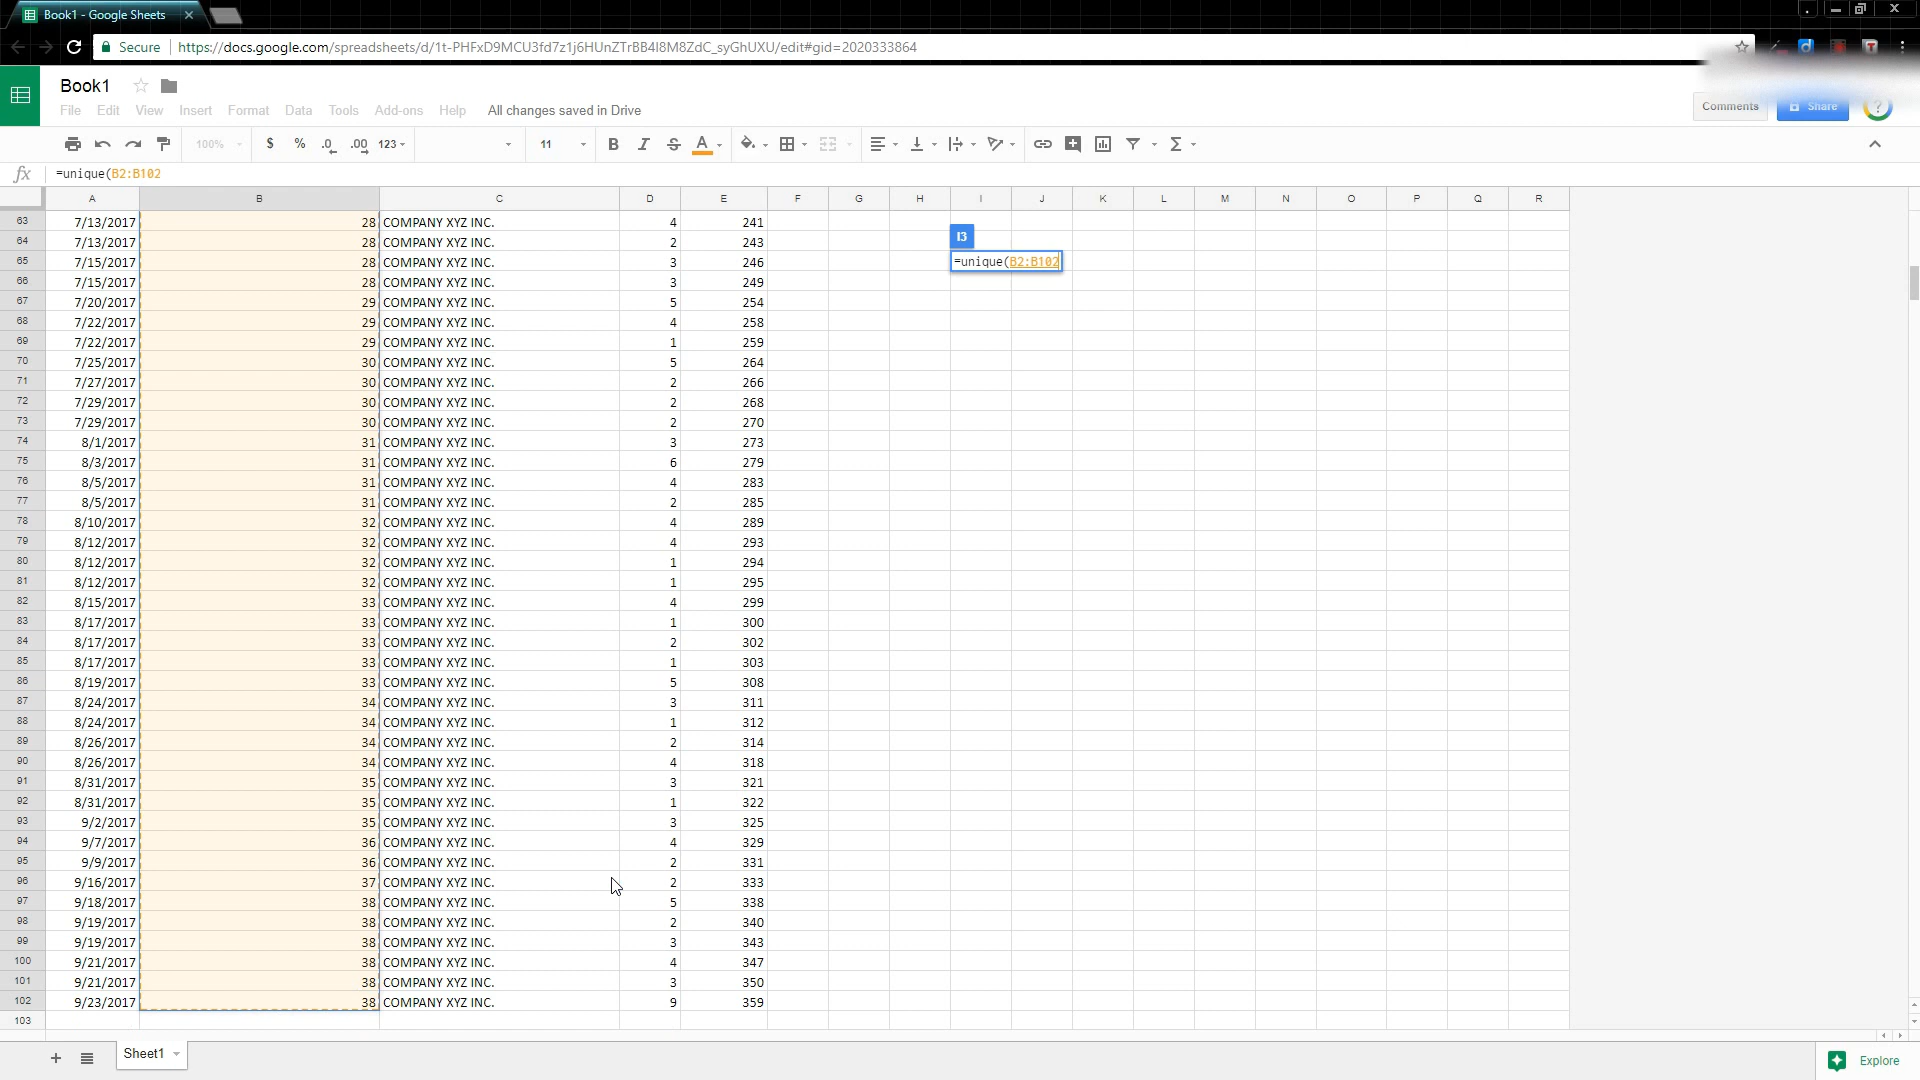 Book1 - Google Sheets
Secure https://docs.google.com/spreadsheets/d/1t-PHFxD9MCU3fd7z1j6HUnZTrBB4I8M8ZdC_syGhUXU/edit#gid=2020333864
Book1
File Edit View Insert Format Data Tools Add-ons Help All changes saved in Drive
Comments Share ?
100% $ % .0 .00 123 11 B I S A Σ
fx =unique(B2:B102
A B C D E F G H I J K L M N O P Q R
63 7/13/2017 28 COMPANY XYZ INC. 4 241
I3
64 7/13/2017 28 COMPANY XYZ INC. 2 243
65 7/15/2017 28 COMPANY XYZ INC. 3 246 =unique(B2:B102
66 7/15/2017 28 COMPANY XYZ INC. 3 249
67 7/20/2017 29 COMPANY XYZ INC. 5 254
68 7/22/2017 29 COMPANY XYZ INC. 4 258
69 7/22/2017 29 COMPANY XYZ INC. 1 259
70 7/25/2017 30 COMPANY XYZ INC. 5 264
71 7/27/2017 30 COMPANY XYZ INC. 2 266
72 7/29/2017 30 COMPANY XYZ INC. 2 268
73 7/29/2017 30 COMPANY XYZ INC. 2 270
74 8/1/2017 31 COMPANY XYZ INC. 3 273
75 8/3/2017 31 COMPANY XYZ INC. 6 279
76 8/5/2017 31 COMPANY XYZ INC. 4 283
77 8/5/2017 31 COMPANY XYZ INC. 2 285
78 8/10/2017 32 COMPANY XYZ INC. 4 289
79 8/12/2017 32 COMPANY XYZ INC. 4 293
80 8/12/2017 32 COMPANY XYZ INC. 1 294
81 8/12/2017 32 COMPANY XYZ INC. 1 295
82 8/15/2017 33 COMPANY XYZ INC. 4 299
83 8/17/2017 33 COMPANY XYZ INC. 1 300
84 8/17/2017 33 COMPANY XYZ INC. 2 302
85 8/17/2017 33 COMPANY XYZ INC. 1 303
86 8/19/2017 33 COMPANY XYZ INC. 5 308
87 8/24/2017 34 COMPANY XYZ INC. 3 311
88 8/24/2017 34 COMPANY XYZ INC. 1 312
89 8/26/2017 34 COMPANY XYZ INC. 2 314
90 8/26/2017 34 COMPANY XYZ INC. 4 318
91 8/31/2017 35 COMPANY XYZ INC. 3 321
92 8/31/2017 35 COMPANY XYZ INC. 1 322
93 9/2/2017 35 COMPANY XYZ INC. 3 325
94 9/7/2017 36 COMPANY XYZ INC. 4 329
95 9/9/2017 36 COMPANY XYZ INC. 2 331
96 9/16/2017 37 COMPANY XYZ INC. 2 333
97 9/18/2017 38 COMPANY XYZ INC. 5 338
98 9/19/2017 38 COMPANY XYZ INC. 2 340
99 9/19/2017 38 COMPANY XYZ INC. 3 343
100 9/21/2017 38 COMPANY XYZ INC. 4 347
101 9/21/2017 38 COMPANY XYZ INC. 3 350
102 9/23/2017 38 COMPANY XYZ INC. 9 359
103
Sheet1
Explore